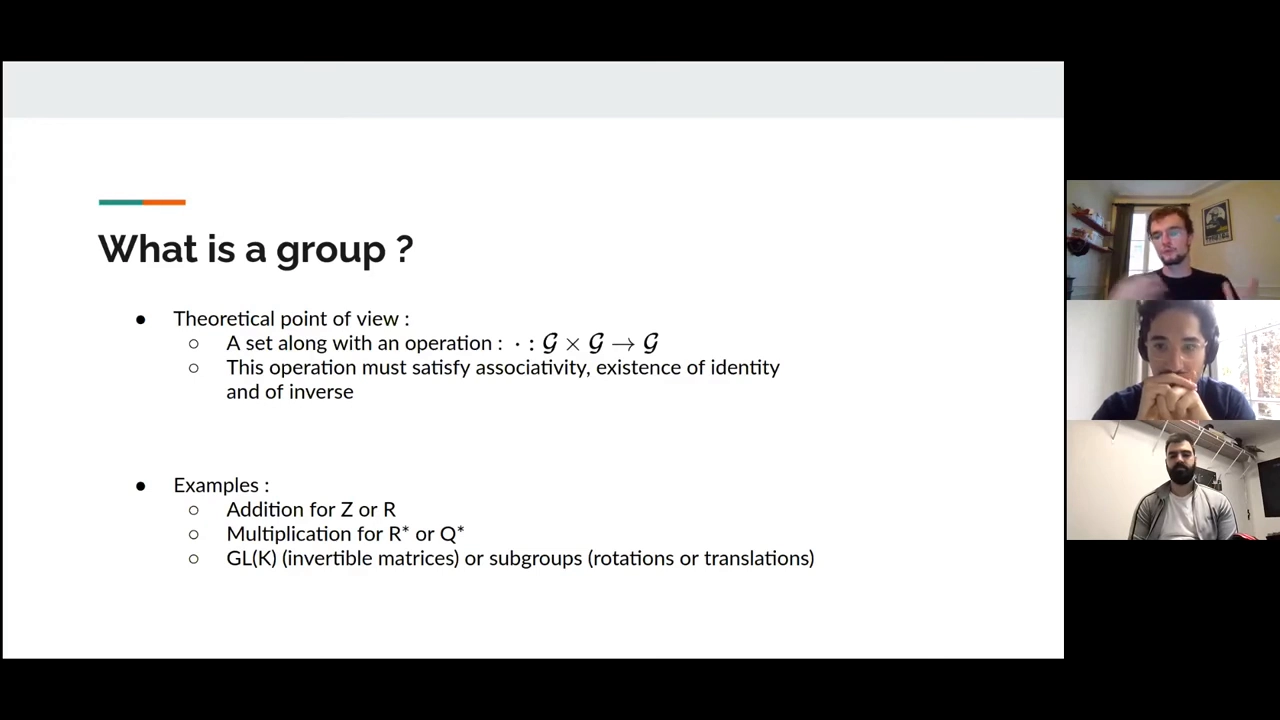 What is a group ?
● Theoretical point of view :
○ A set along with an operation : · : 𝒢 × 𝒢 → 𝒢
○ This operation must satisfy associativity, existence of identity
and of inverse
● Examples :
○ Addition for Z or R
○ Multiplication for R* or Q*
○ GL(K) (invertible matrices) or subgroups (rotations or translations)